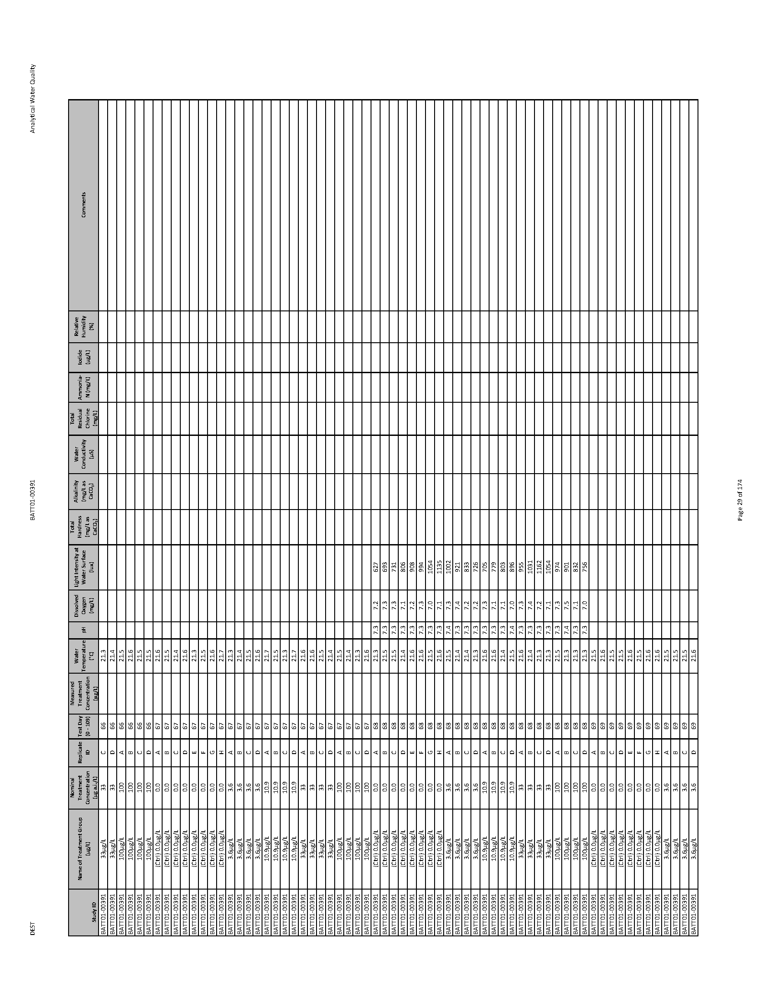 DEST BATT01-00391 Analytical Water Quality
Study ID Name of Treatment Group (µg/L) Nominal Treatment Concentration (µg a.i./L) Replicate ID Test Day (0 - 109) Measured Treatment Concentration (µg/L) Water Temperature (°C) pH Dissolved Oxygen (mg/L) Light Intensity at Water Surface (lux) Total Hardness (mg/L as CaCO₃) Alkalinity (mg/L as CaCO₃) Water Conductivity (µS) Total Residual Chlorine (mg/L) Ammonia-N (mg/L) Iodide (µg/L) Relative Humidity (%) Comments
BATT01-00391 33µg/L 33 C 66 21.3
BATT01-00391 33µg/L 33 D 66 21.4
BATT01-00391 100µg/L 100 A 66 21.5
BATT01-00391 100µg/L 100 B 66 21.6
BATT01-00391 100µg/L 100 C 66 21.5
BATT01-00391 100µg/L 100 D 66 21.5
BATT01-00391 (Ctrl) 0.0µg/L 0.0 A 67 21.6
BATT01-00391 (Ctrl) 0.0µg/L 0.0 B 67 21.5
BATT01-00391 (Ctrl) 0.0µg/L 0.0 C 67 21.4
BATT01-00391 (Ctrl) 0.0µg/L 0.0 D 67 21.6
BATT01-00391 (Ctrl) 0.0µg/L 0.0 E 67 21.3
BATT01-00391 (Ctrl) 0.0µg/L 0.0 F 67 21.5
BATT01-00391 (Ctrl) 0.0µg/L 0.0 G 67 21.6
BATT01-00391 (Ctrl) 0.0µg/L 0.0 H 67 21.7
BATT01-00391 3.6µg/L 3.6 A 67 21.3
BATT01-00391 3.6µg/L 3.6 B 67 21.4
BATT01-00391 3.6µg/L 3.6 C 67 21.5
BATT01-00391 3.6µg/L 3.6 D 67 21.6
BATT01-00391 10.9µg/L 10.9 A 67 21.7
BATT01-00391 10.9µg/L 10.9 B 67 21.5
BATT01-00391 10.9µg/L 10.9 C 67 21.3
BATT01-00391 10.9µg/L 10.9 D 67 21.7
BATT01-00391 33µg/L 33 A 67 21.6
BATT01-00391 33µg/L 33 B 67 21.6
BATT01-00391 33µg/L 33 C 67 21.5
BATT01-00391 33µg/L 33 D 67 21.4
BATT01-00391 100µg/L 100 A 67 21.5
BATT01-00391 100µg/L 100 B 67 21.4
BATT01-00391 100µg/L 100 C 67 21.3
BATT01-00391 100µg/L 100 D 67 21.6
BATT01-00391 (Ctrl) 0.0µg/L 0.0 A 68 21.3 7.3 7.2 627
BATT01-00391 (Ctrl) 0.0µg/L 0.0 B 68 21.5 7.3 7.3 693
BATT01-00391 (Ctrl) 0.0µg/L 0.0 C 68 21.5 7.3 7.3 731
BATT01-00391 (Ctrl) 0.0µg/L 0.0 D 68 21.4 7.3 7.1 806
BATT01-00391 (Ctrl) 0.0µg/L 0.0 E 68 21.6 7.3 7.2 908
BATT01-00391 (Ctrl) 0.0µg/L 0.0 F 68 21.6 7.3 7.3 994
BATT01-00391 (Ctrl) 0.0µg/L 0.0 G 68 21.5 7.3 7.0 1054
BATT01-00391 (Ctrl) 0.0µg/L 0.0 H 68 21.6 7.3 7.1 1135
BATT01-00391 3.6µg/L 3.6 A 68 21.5 7.4 7.3 1002
BATT01-00391 3.6µg/L 3.6 B 68 21.4 7.3 7.4 921
BATT01-00391 3.6µg/L 3.6 C 68 21.4 7.3 7.2 833
BATT01-00391 3.6µg/L 3.6 D 68 21.3 7.3 7.2 726
BATT01-00391 10.9µg/L 10.9 A 68 21.6 7.3 7.3 705
BATT01-00391 10.9µg/L 10.9 B 68 21.6 7.3 7.1 779
BATT01-00391 10.9µg/L 10.9 C 68 21.4 7.3 7.1 803
BATT01-00391 10.9µg/L 10.9 D 68 21.5 7.4 7.0 896
BATT01-00391 33µg/L 33 A 68 21.6 7.3 7.3 955
BATT01-00391 33µg/L 33 B 68 21.4 7.3 7.4 1031
BATT01-00391 33µg/L 33 C 68 21.3 7.3 7.2 1162
BATT01-00391 33µg/L 33 D 68 21.3 7.3 7.1 1054
BATT01-00391 100µg/L 100 A 68 21.5 7.3 7.3 974
BATT01-00391 100µg/L 100 B 68 21.3 7.4 7.5 901
BATT01-00391 100µg/L 100 C 68 21.3 7.3 7.1 832
BATT01-00391 100µg/L 100 D 68 21.3 7.3 7.0 756
BATT01-00391 (Ctrl) 0.0µg/L 0.0 A 69 21.5
BATT01-00391 (Ctrl) 0.0µg/L 0.0 B 69 21.6
BATT01-00391 (Ctrl) 0.0µg/L 0.0 C 69 21.5
BATT01-00391 (Ctrl) 0.0µg/L 0.0 D 69 21.5
BATT01-00391 (Ctrl) 0.0µg/L 0.0 E 69 21.6
BATT01-00391 (Ctrl) 0.0µg/L 0.0 F 69 21.5
BATT01-00391 (Ctrl) 0.0µg/L 0.0 G 69 21.6
BATT01-00391 (Ctrl) 0.0µg/L 0.0 H 69 21.6
BATT01-00391 3.6µg/L 3.6 A 69 21.5
BATT01-00391 3.6µg/L 3.6 B 69 21.5
BATT01-00391 3.6µg/L 3.6 C 69 21.5
BATT01-00391 3.6µg/L 3.6 D 69 21.6
Page 29 of 174